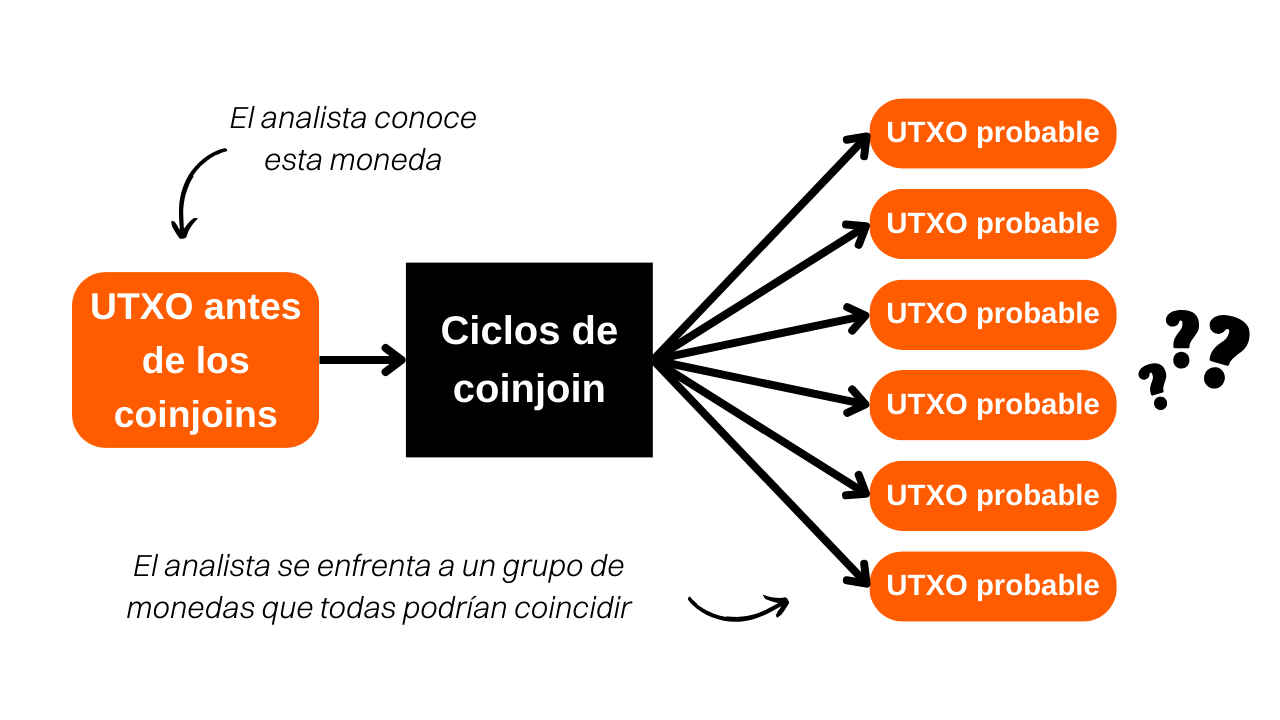 El analista conoce
esta moneda
UTXO antes
de los
coinjoins
Ciclos de
coinjoin
UTXO probable
UTXO probable
UTXO probable
UTXO probable
UTXO probable
UTXO probable
???
El analista se enfrenta a un grupo de
monedas que todas podrían coincidir